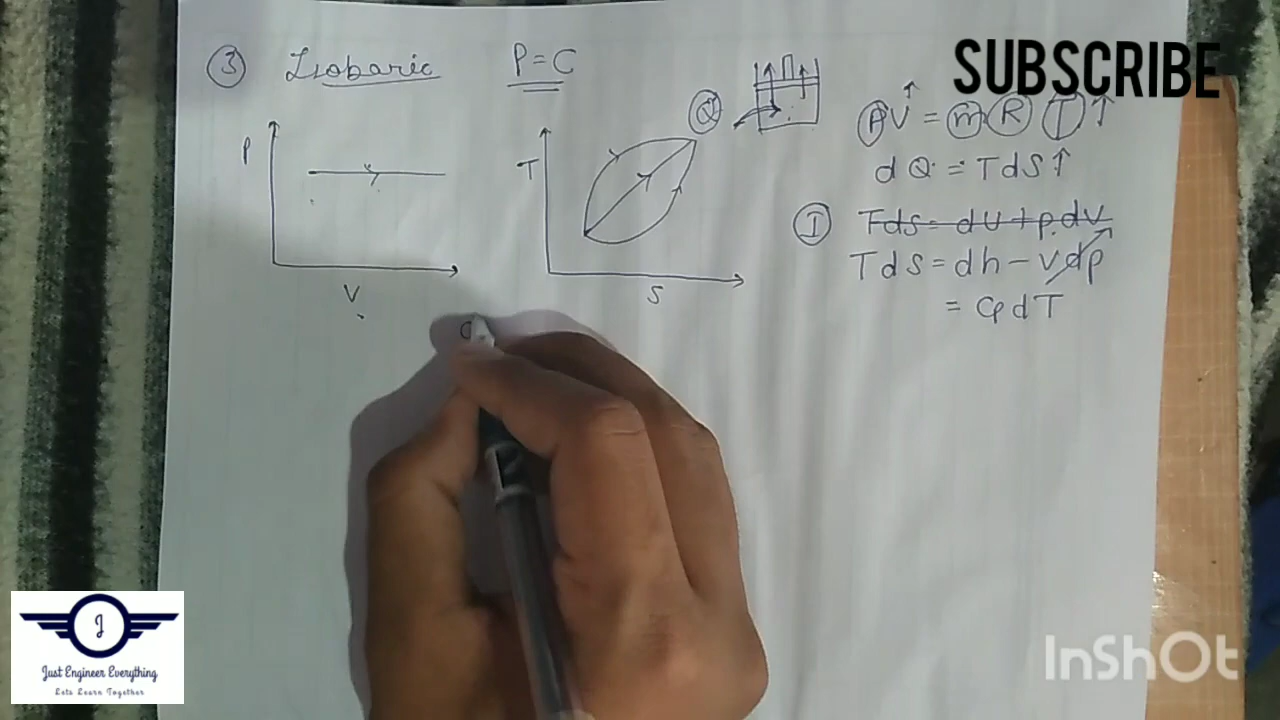 SUBSCRIBE
③ Isobaric P=C
P
V
T
S
Q
PV↑ = mRT↑
dQ = TdS↑
Ⅰ Tds = du+p.dv
Tds = dh - vdp
= CpdT
J
Just Engineer Everything
Lets Learn Together
InShOt